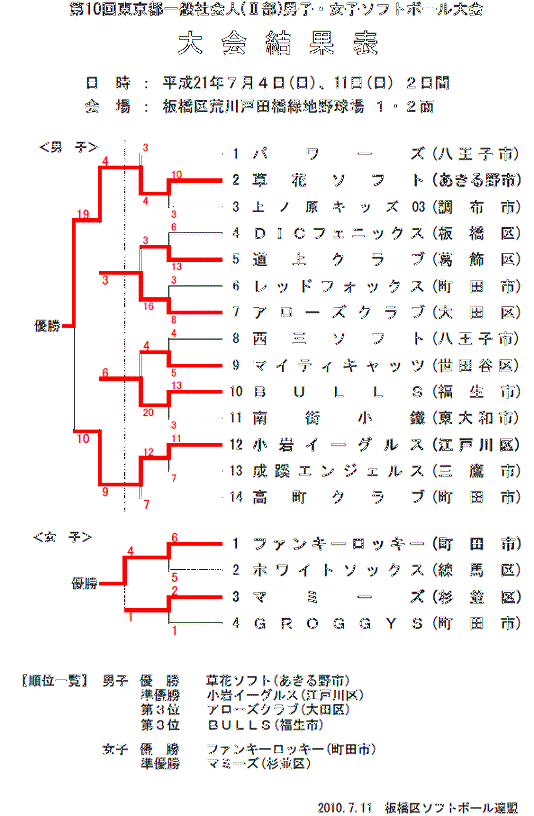 第10回東京都一般社会人(Ⅱ部)男子・女子ソフトボール大会
大会結果表
日 時 : 平成21年7月4日(日)、11日(日) 2日間
会 場 : 板橋区荒川戸田橋緑地野球場 1・2面
<男 子>
1 パワーズ(八王子市)
2 草花ソフト(あきる野市)
3 上ノ原キッズ03(調布市)
4 DICフェニックス(板橋区)
5 道上クラブ(葛飾区)
6 レッドフォックス(町田市)
7 アローズクラブ(大田区)
8 西三ソフト(八王子市)
9 マイティキャッツ(世田谷区)
10 BULLS(福生市)
11 南街小鐵(東大和市)
12 小岩イーグルス(江戸川区)
13 成蹊エンジェルス(三鷹市)
14 高町クラブ(町田市)
優勝
3
4
10
19
4
3
6
3
3
13
3
16
8
4
4
5
6
13
20
3
10
11
12
7
9
7
<女 子>
1 ファンキーロッキー(町田市)
2 ホワイトソックス(練馬区)
3 マミーズ(杉並区)
4 GROGGYS(町田市)
優勝
6
4
5
2
1
1
[順位一覧] 男子 優 勝 草花ソフト(あきる野市)
準優勝 小岩イーグルス(江戸川区)
第3位 アローズクラブ(大田区)
第3位 BULLS(福生市)
女子 優 勝 ファンキーロッキー(町田市)
準優勝 マミーズ(杉並区)
2010.7.11 板橋区ソフトボール連盟